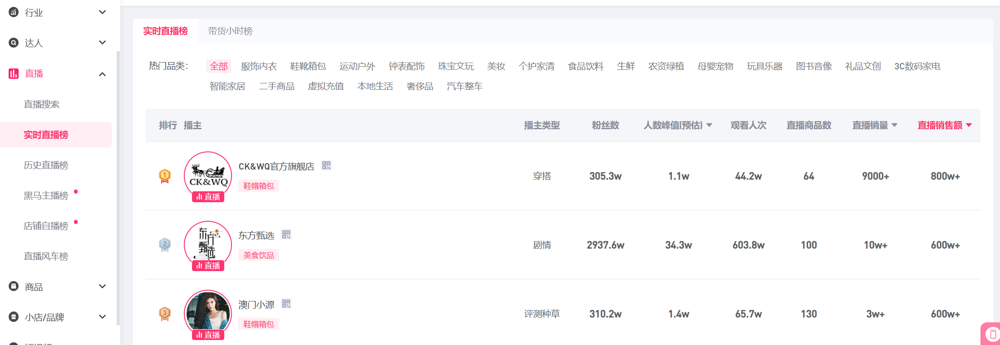 行业
达人
直播
直播搜索
实时直播榜
历史直播榜
黑马主播榜
店铺自播榜
直播风车榜
商品
小店/品牌
实时直播榜 带货小时榜
热门品类： 全部 服饰内衣 鞋靴箱包 运动户外 钟表配饰 珠宝文玩 美妆 个护家清 食品饮料 生鲜 农资绿植 母婴宠物 玩具乐器 图书音像 礼品文创 3C数码家电
智能家居 二手商品 虚拟充值 本地生活 奢侈品 汽车整车
排行 播主 播主类型 粉丝数 人数峰值(预估) 观看人次 直播商品数 直播销量 直播销售额
1 CK&WQ 直播 CK&WQ官方旗舰店 穿搭 305.3w 1.1w 44.2w 64 9000+ 800w+
鞋帽箱包
2 东方甄选 直播 东方甄选 剧情 2937.6w 34.3w 603.8w 100 10w+ 600w+
美食饮品
3 直播 澳门小源 评测种草 310.2w 1.4w 65.7w 130 3w+ 600w+
鞋帽箱包